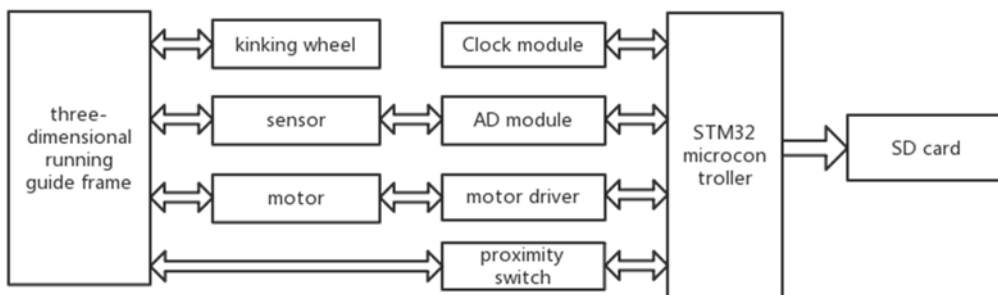 three-
dimensional
running
guide frame
kinking wheel
sensor
motor
Clock module
AD module
motor driver
proximity
switch
STM32
microcon
troller
SD card